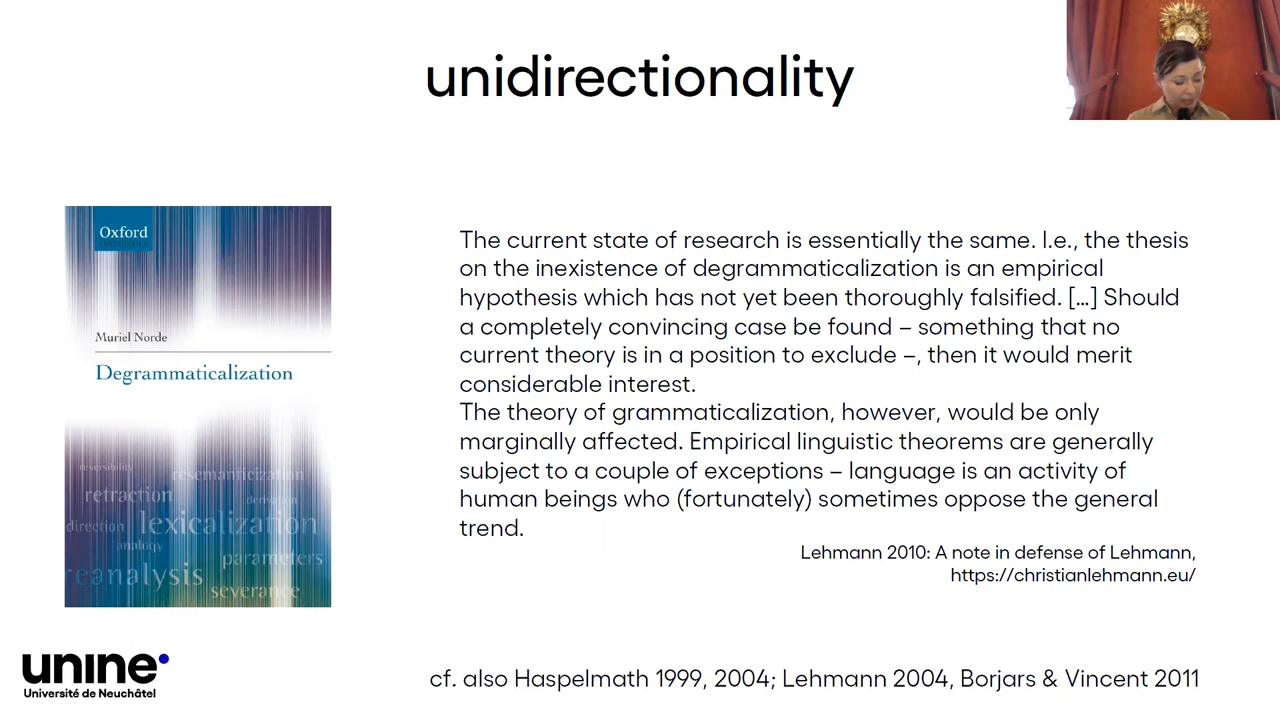 unidirectionality
Oxford
Muriel Norde
Degrammaticalization
reversibility
resemanticization
retraction
derivation
direction
lexicalization
analogy
parameters
reanalysis
severance
The current state of research is essentially the same. I.e., the thesis
on the inexistence of degrammaticalization is an empirical
hypothesis which has not yet been thoroughly falsified. [...] Should
a completely convincing case be found – something that no
current theory is in a position to exclude –, then it would merit
considerable interest.
The theory of grammaticalization, however, would be only
marginally affected. Empirical linguistic theorems are generally
subject to a couple of exceptions – language is an activity of
human beings who (fortunately) sometimes oppose the general
trend.
Lehmann 2010: A note in defense of Lehmann,
https://christianlehmann.eu/
unine
Université de Neuchâtel
cf. also Haspelmath 1999, 2004; Lehmann 2004, Borjars & Vincent 2011